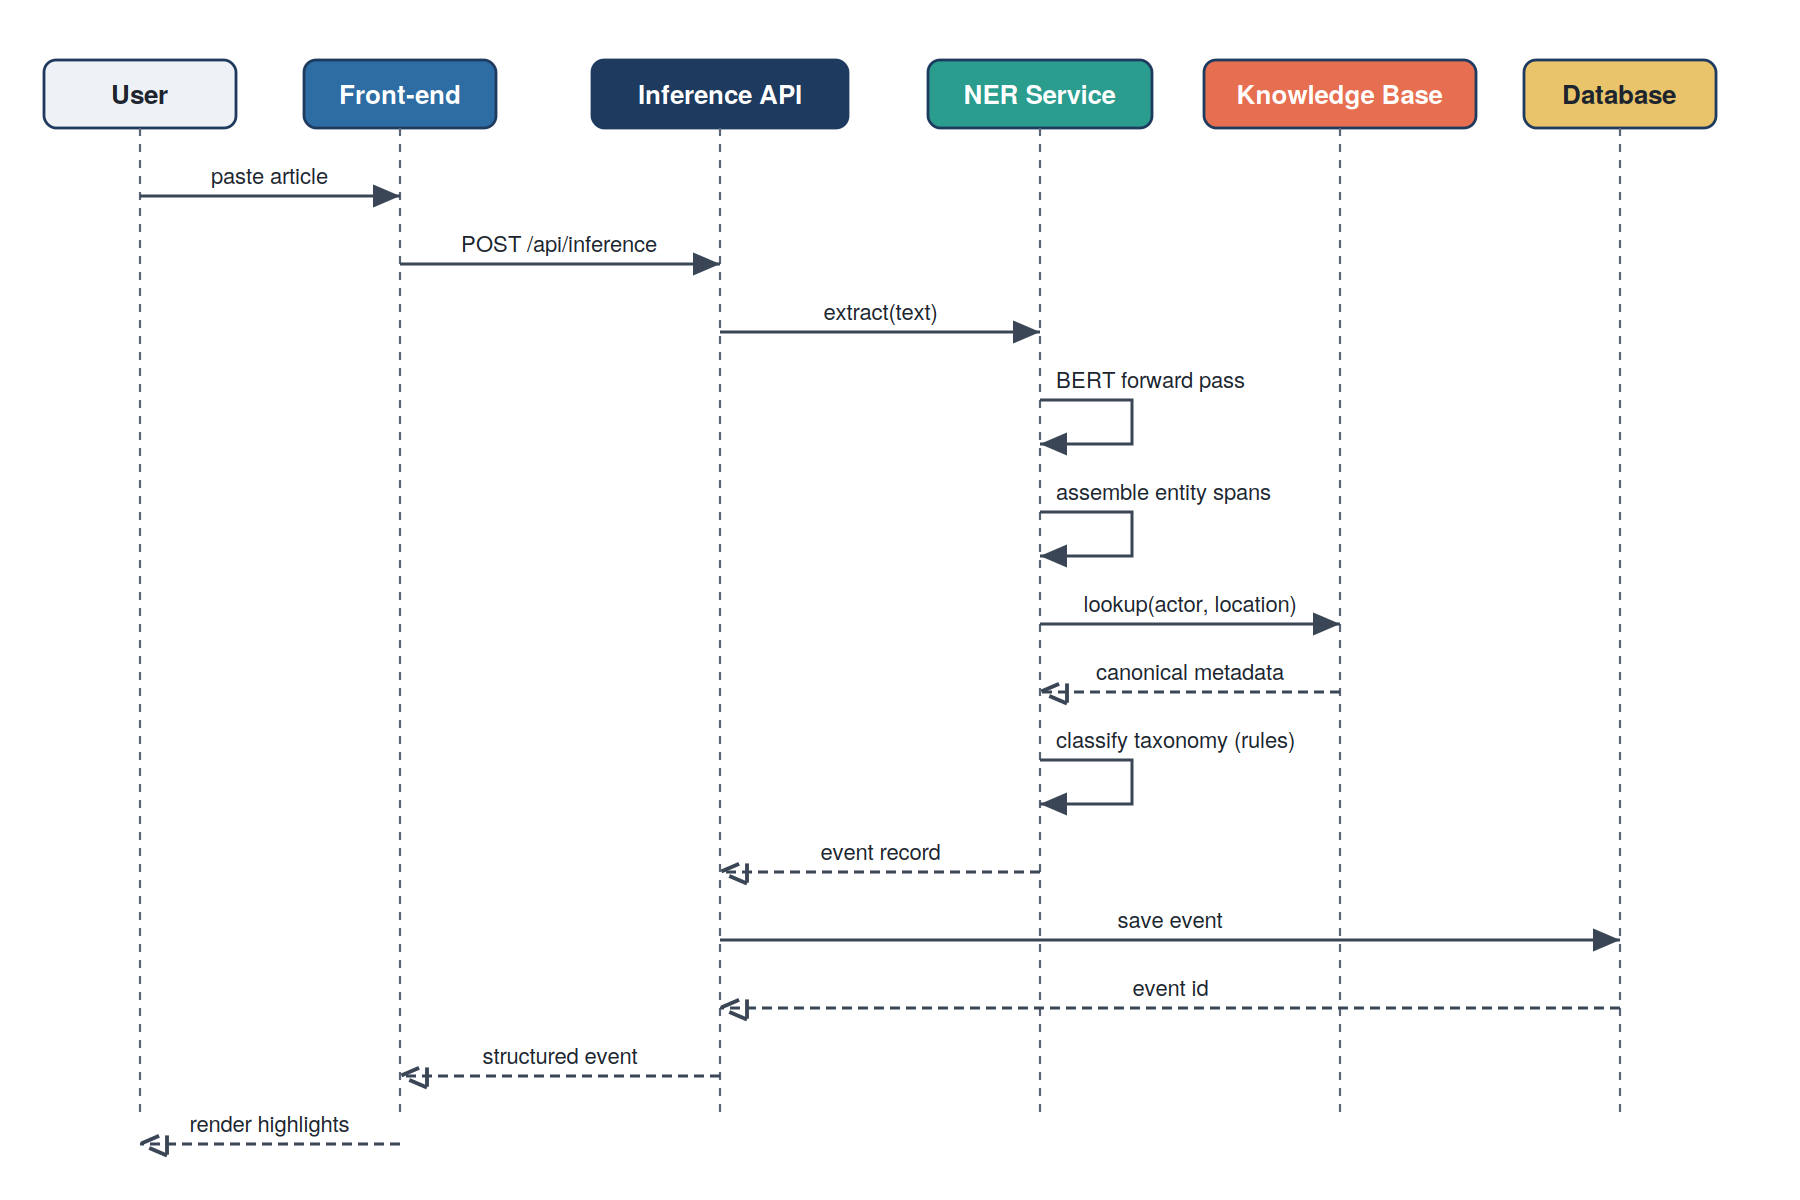 User
Front-end
Inference API
NER Service
Knowledge Base
Database
paste article
POST /api/inference
extract(text)
BERT forward pass
assemble entity spans
lookup(actor, location)
canonical metadata
classify taxonomy (rules)
event record
save event
event id
structured event
render highlights